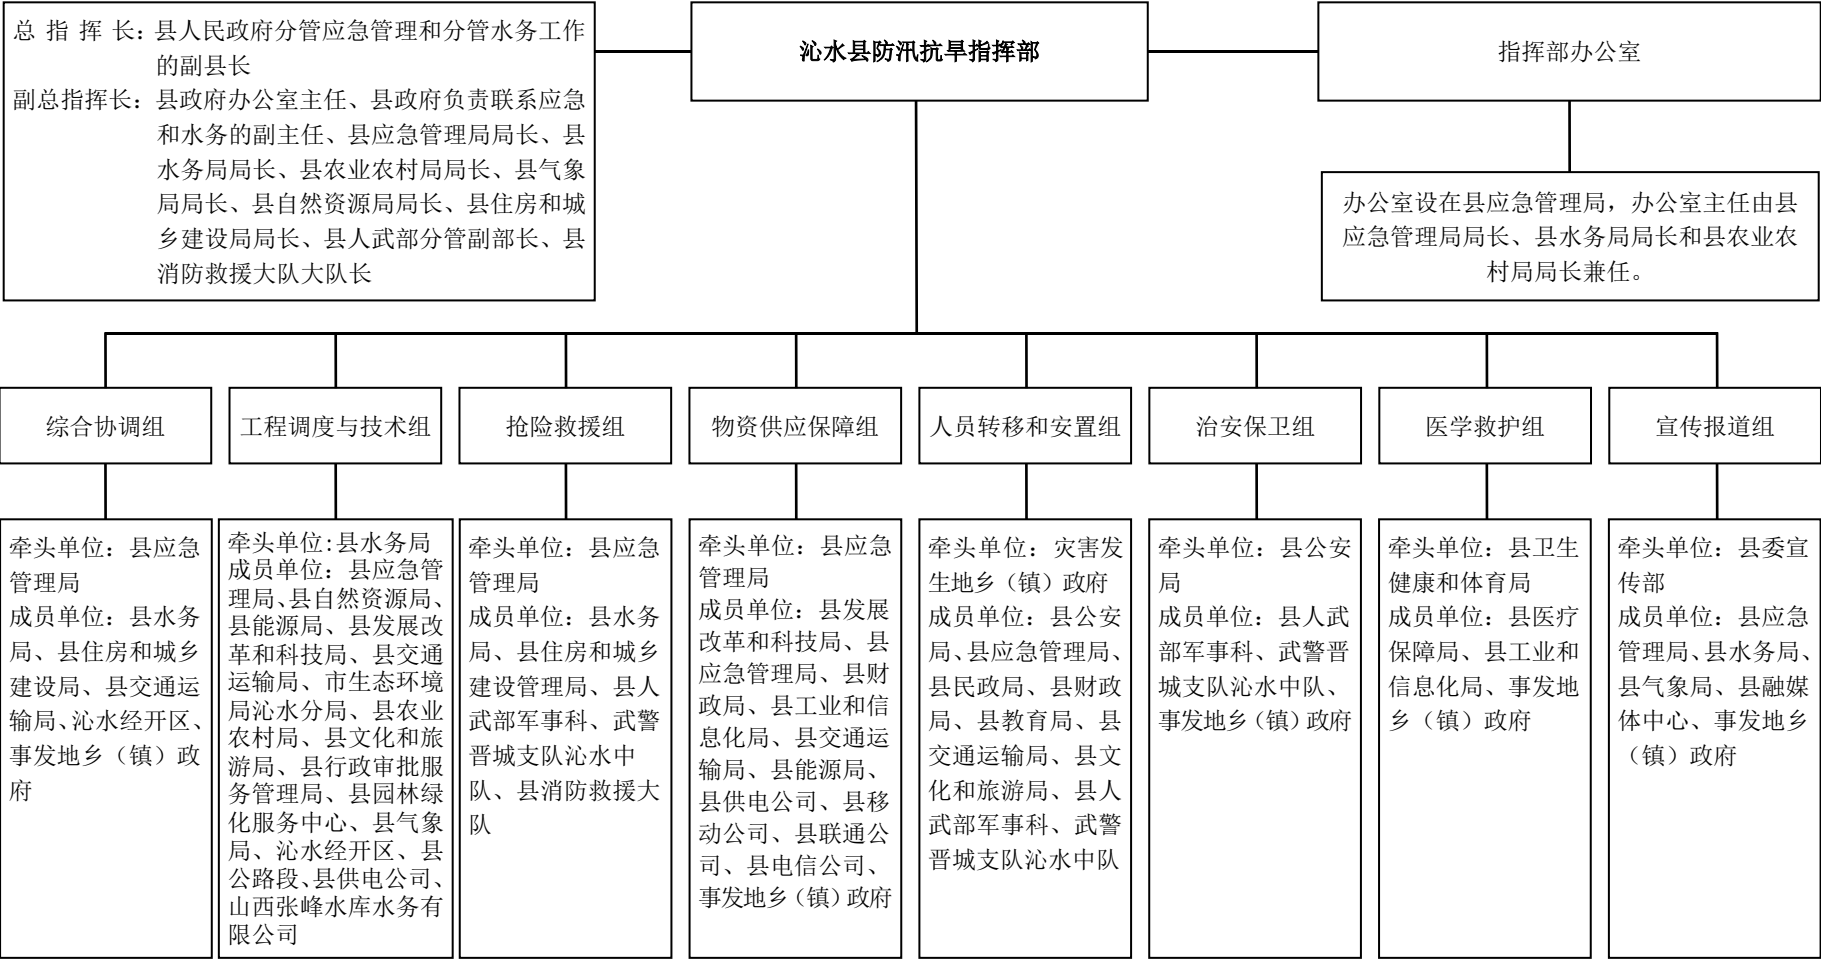 总 指 挥 长：县人民政府分管应急管理和分管水务工作
的副县长
副总指挥长：县政府办公室主任、县政府负责联系应急
和水务的副主任、县应急管理局局长、县
水务局局长、县农业农村局局长、县气象
局局长、县自然资源局局长、县住房和城
乡建设局局长、县人武部分管副部长、县
消防救援大队大队长
沁水县防汛抗旱指挥部
指挥部办公室
办公室设在县应急管理局，办公室主任由县
应急管理局局长、县水务局局长和县农业农
村局局长兼任。
综合协调组
工程调度与技术组
抢险救援组
物资供应保障组
人员转移和安置组
治安保卫组
医学救护组
宣传报道组
牵头单位：县应急
管理局
成员单位：县水务
局、县住房和城乡
建设局、县交通运
输局、沁水经开区、
事发地乡（镇）政
府
牵头单位:县水务局
成员单位：县应急管
理局、县自然资源局、
县能源局、县发展改
革和科技局、县交通
运输局、市生态环境
局沁水分局、县农业
农村局、县文化和旅
游局、县行政审批服
务管理局、县园林绿
化服务中心、县气象
局、沁水经开区、县
公路段、县供电公司、
山西张峰水库水务有
限公司
牵头单位：县应急
管理局
成员单位：县水务
局、县住房和城乡
建设管理局、县人
武部军事科、武警
晋城支队沁水中
队、县消防救援大
队
牵头单位：县应急
管理局
成员单位：县发展
改革和科技局、县
应急管理局、县财
政局、县工业和信
息化局、县交通运
输局、县能源局、
县供电公司、县移
动公司、县联通公
司、县电信公司、
事发地乡（镇）政府
牵头单位：灾害发
生地乡（镇）政府
成员单位：县公安
局、县应急管理局、
县民政局、县财政
局、县教育局、县
交通运输局、县文
化和旅游局、县人
武部军事科、武警
晋城支队沁水中队
牵头单位：县公安
局
成员单位：县人武
部军事科、武警晋
城支队沁水中队、
事发地乡（镇）政府
牵头单位：县卫生
健康和体育局
成员单位：县医疗
保障局、县工业和
信息化局、事发地
乡（镇）政府
牵头单位：县委宣
传部
成员单位：县应急
管理局、县水务局、
县气象局、县融媒
体中心、事发地乡
（镇）政府